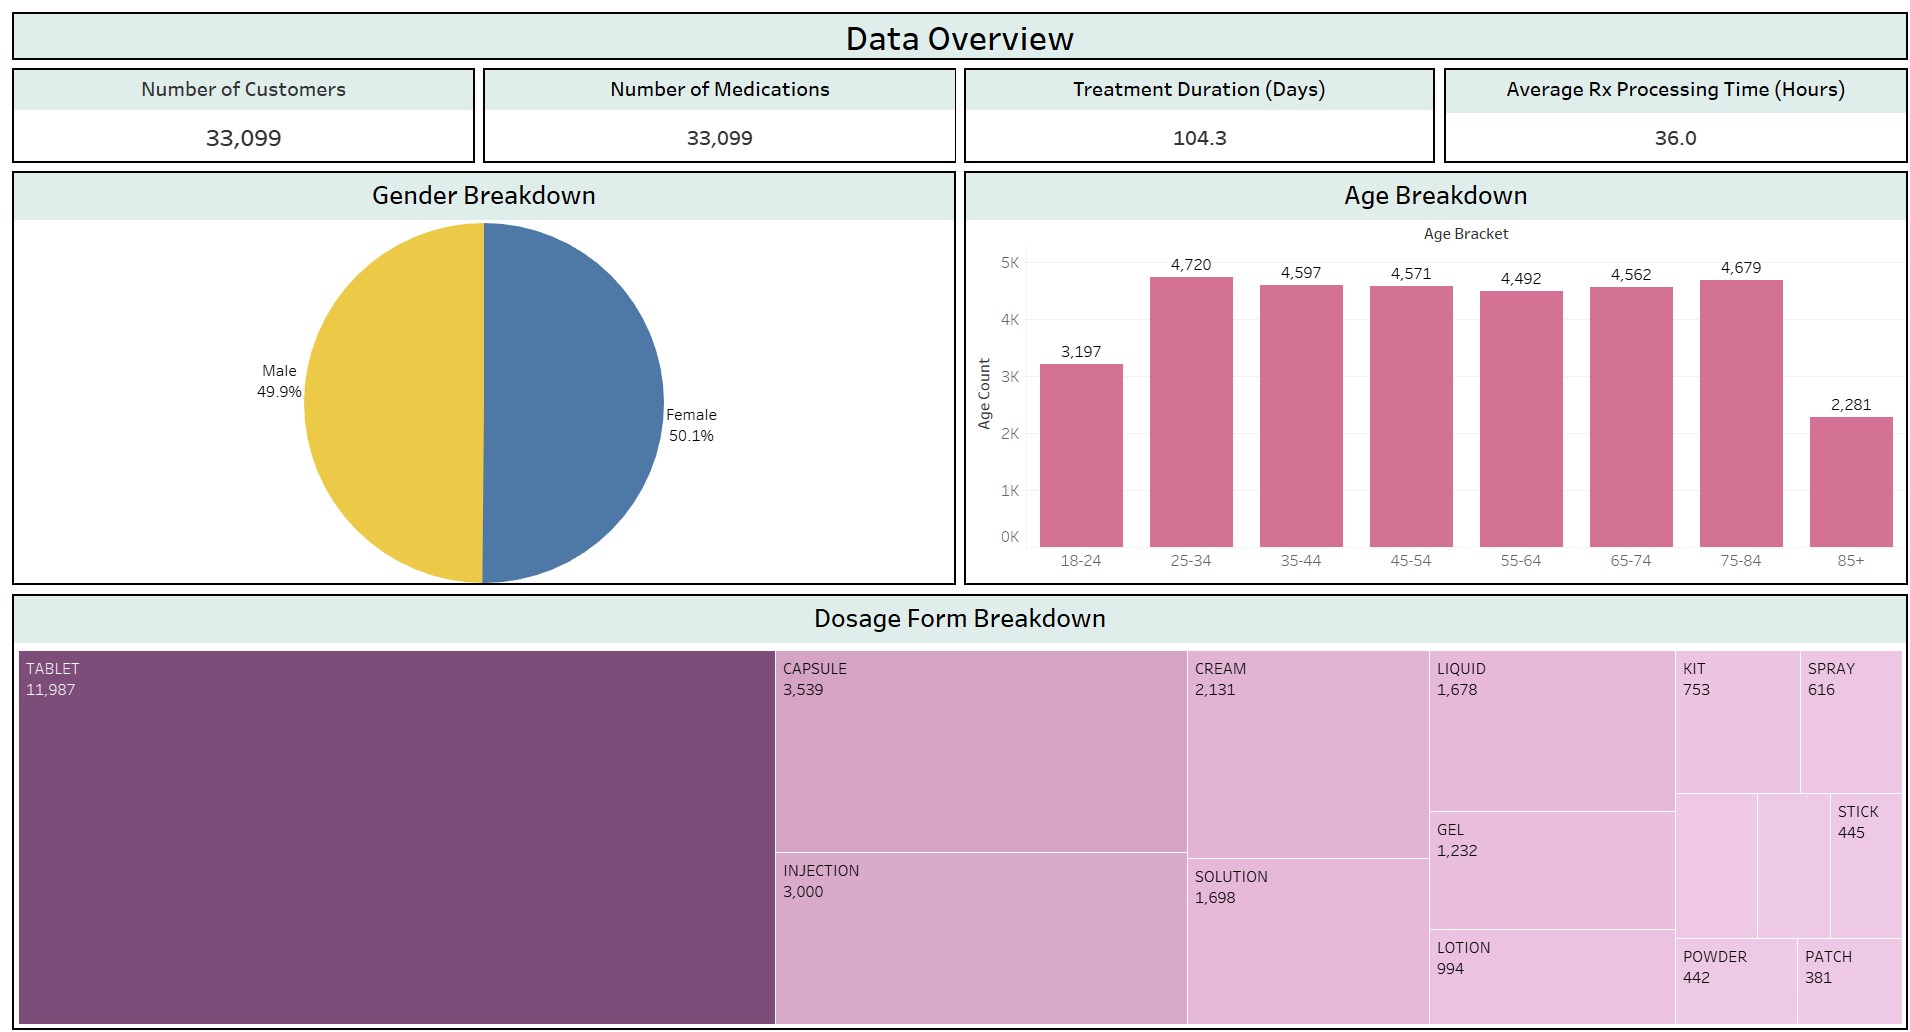 Data Overview
Number of Customers
33,099
Number of Medications
33,099
Treatment Duration (Days)
104.3
Average Rx Processing Time (Hours)
36.0
Gender Breakdown
Male
49.9%
Female
50.1%
Age Breakdown
Age Bracket
Age Count
5K
4K
3K
2K
1K
0K
3,197
4,720
4,597
4,571
4,492
4,562
4,679
2,281
18-24
25-34
35-44
45-54
55-64
65-74
75-84
85+
Dosage Form Breakdown
TABLET
11,987
CAPSULE
3,539
INJECTION
3,000
CREAM
2,131
SOLUTION
1,698
LIQUID
1,678
GEL
1,232
LOTION
994
KIT
753
SPRAY
616
STICK
445
POWDER
442
PATCH
381